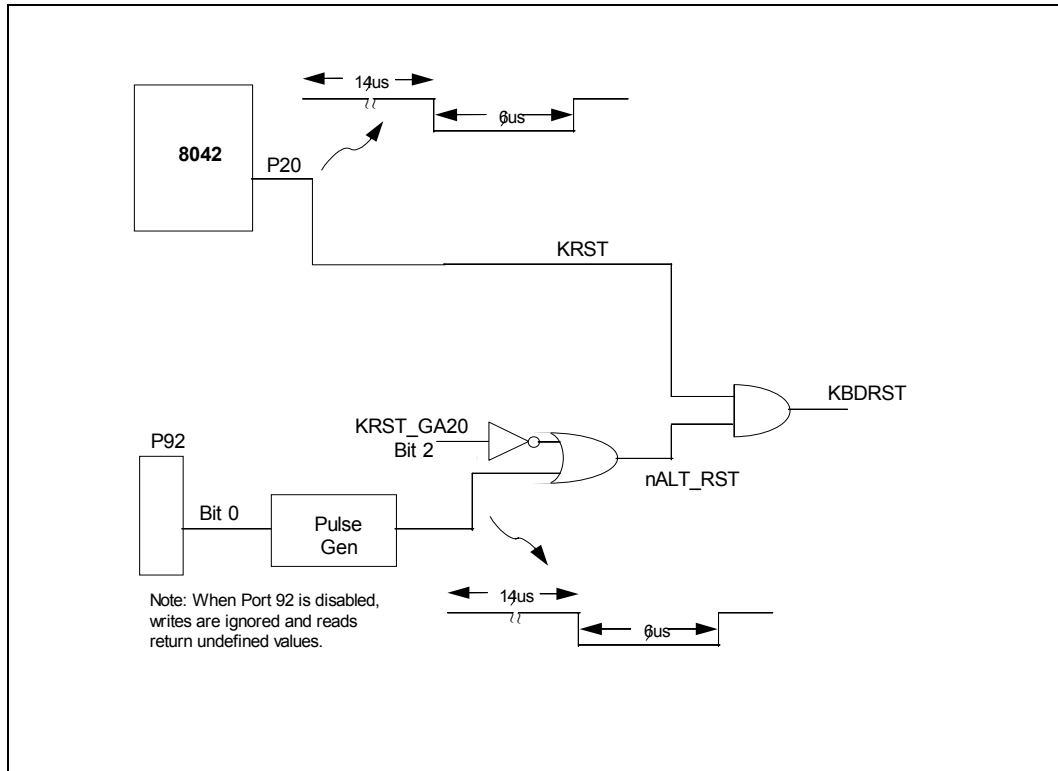 14us
6us
8042
P20
KRST
KBDRST
KRST_GA20
Bit 2
nALT_RST
P92
Bit 0
Pulse
Gen
14us
6us
Note: When Port 92 is disabled,
writes are ignored and reads
return undefined values.